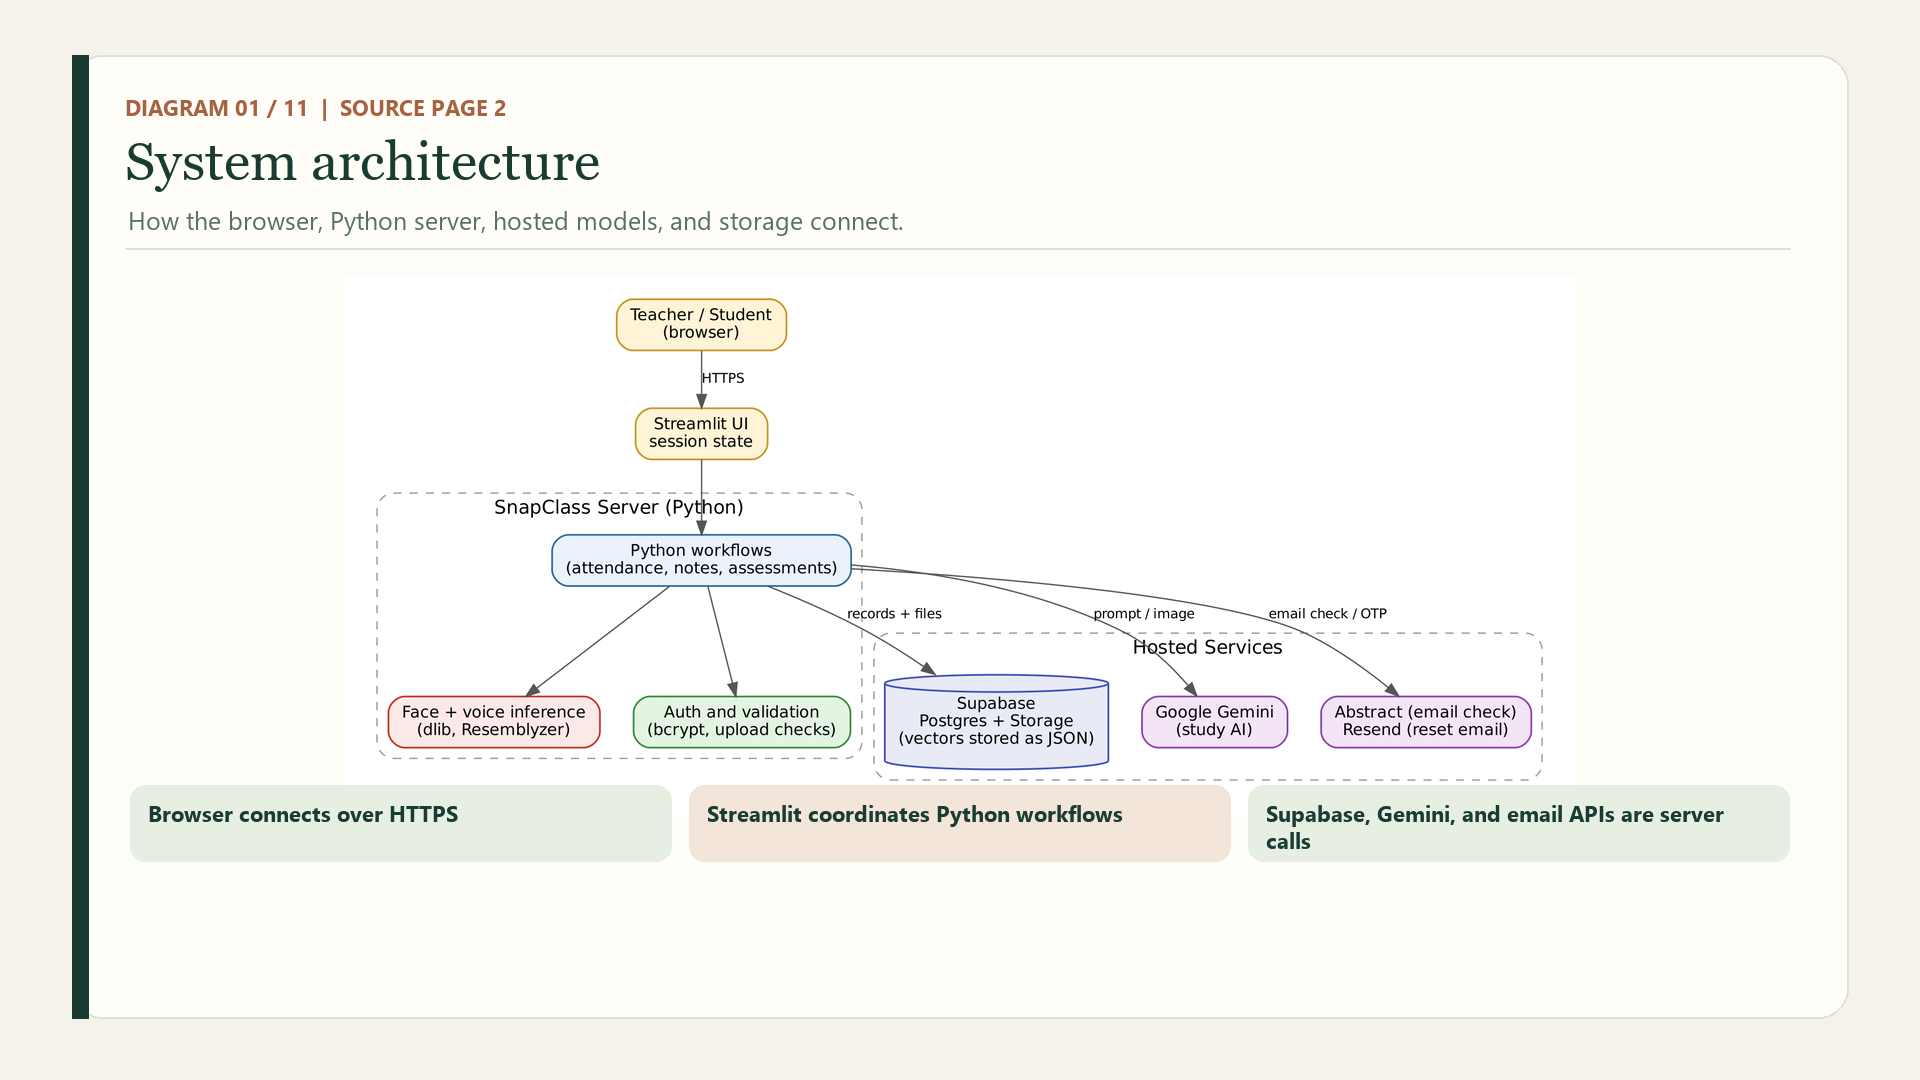 DIAGRAM 01 / 11 | SOURCE PAGE 2
System architecture
How the browser, Python server, hosted models, and storage connect.
Teacher / Student
(browser)
HTTPS
Streamlit UI
session state
SnapClass Server (Python)
Python workflows
(attendance, notes, assessments)
records + files
prompt / image
email check / OTP
Hosted Services
Face + voice inference
(dlib, Resemblyzer)
Auth and validation
(bcrypt, upload checks)
Supabase
Postgres + Storage
(vectors stored as JSON)
Google Gemini
(study AI)
Abstract (email check)
Resend (reset email)
Browser connects over HTTPS
Streamlit coordinates Python workflows
Supabase, Gemini, and email APIs are server
calls